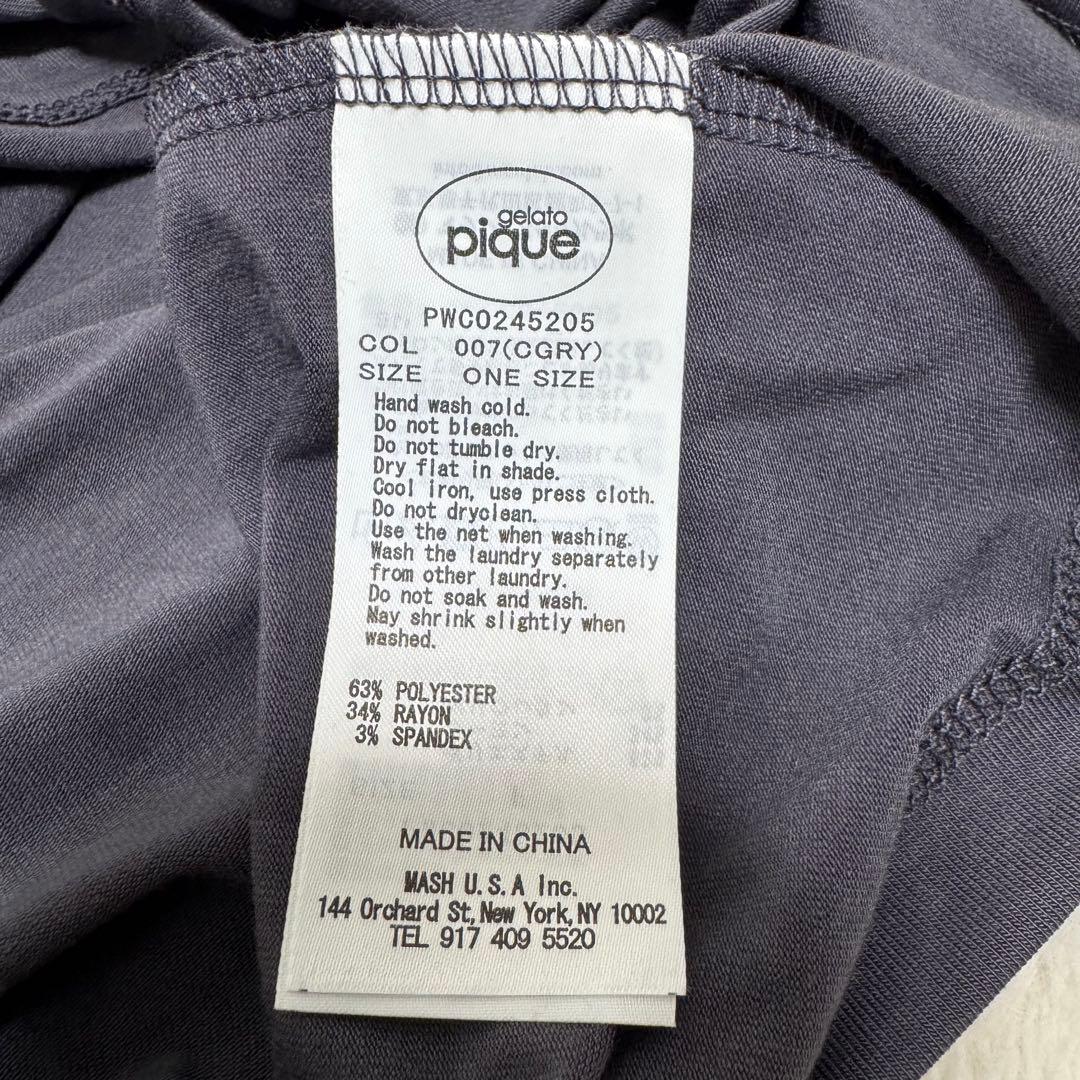 gelato
pique
PWCO245205
COL 007(CGRY)
SIZE ONE SIZE
Hand wash cold.
Do not bleach.
Do not tumble dry.
Dry flat in shade.
Cool iron, use press cloth.
Do not dryclean.
Use the net when washing.
Wash the laundry separately
from other laundry.
Do not soak and wash.
May shrink slightly when
washed.
63% POLYESTER
34% RAYON
3% SPANDEX
MADE IN CHINA
MASH U.S.A Inc.
144 Orchard St, New York, NY 10002
TEL 917 409 5520